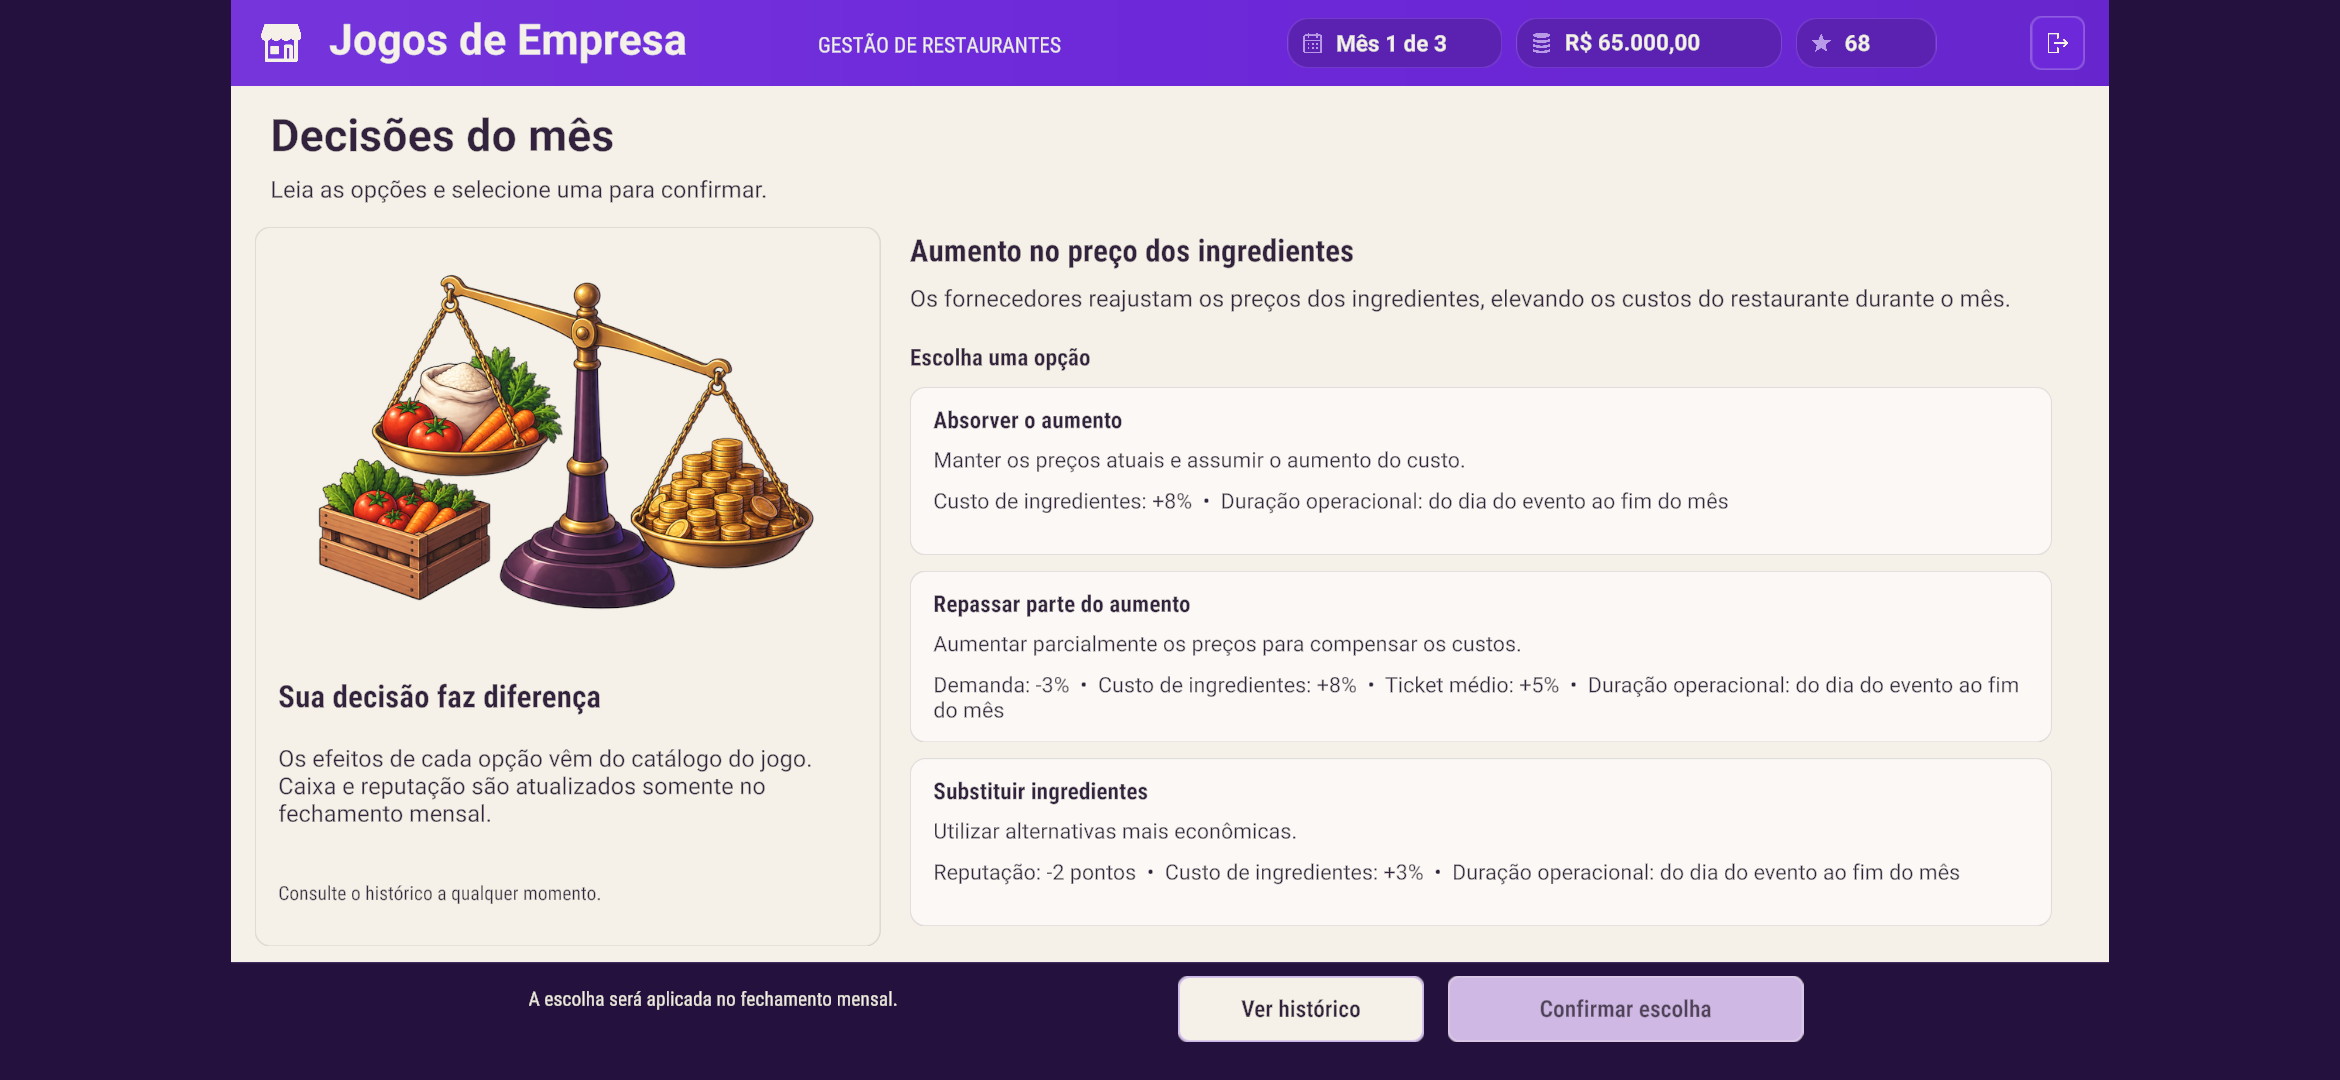 Jogos de Empresa
GESTÃO DE RESTAURANTES
Mês 1 de 3
R$ 65.000,00
68
Decisões do mês
Leia as opções e selecione uma para confirmar.
Sua decisão faz diferença
Os efeitos de cada opção vêm do catálogo do jogo.
Caixa e reputação são atualizados somente no
fechamento mensal.
Consulte o histórico a qualquer momento.
Aumento no preço dos ingredientes
Os fornecedores reajustam os preços dos ingredientes, elevando os custos do restaurante durante o mês.
Escolha uma opção
Absorver o aumento
Manter os preços atuais e assumir o aumento do custo.
Custo de ingredientes: +8% • Duração operacional: do dia do evento ao fim do mês
Repassar parte do aumento
Aumentar parcialmente os preços para compensar os custos.
Demanda: -3% • Custo de ingredientes: +8% • Ticket médio: +5% • Duração operacional: do dia do evento ao fim
do mês
Substituir ingredientes
Utilizar alternativas mais econômicas.
Reputação: -2 pontos • Custo de ingredientes: +3% • Duração operacional: do dia do evento ao fim do mês
A escolha será aplicada no fechamento mensal.
Ver histórico
Confirmar escolha